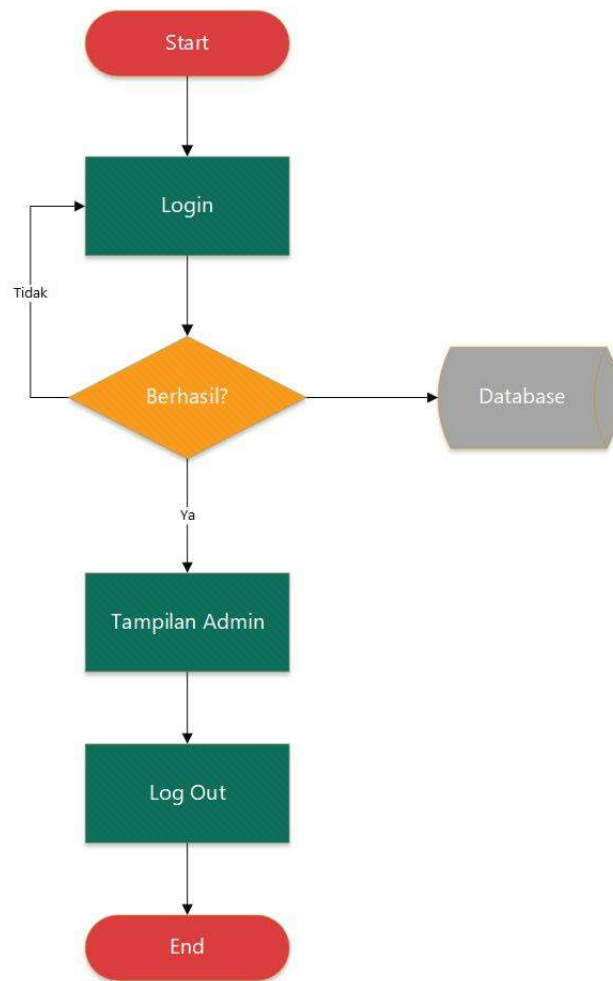 Start
Login
Tidak
Berhasil?
Database
Ya
Tampilan Admin
Log Out
End